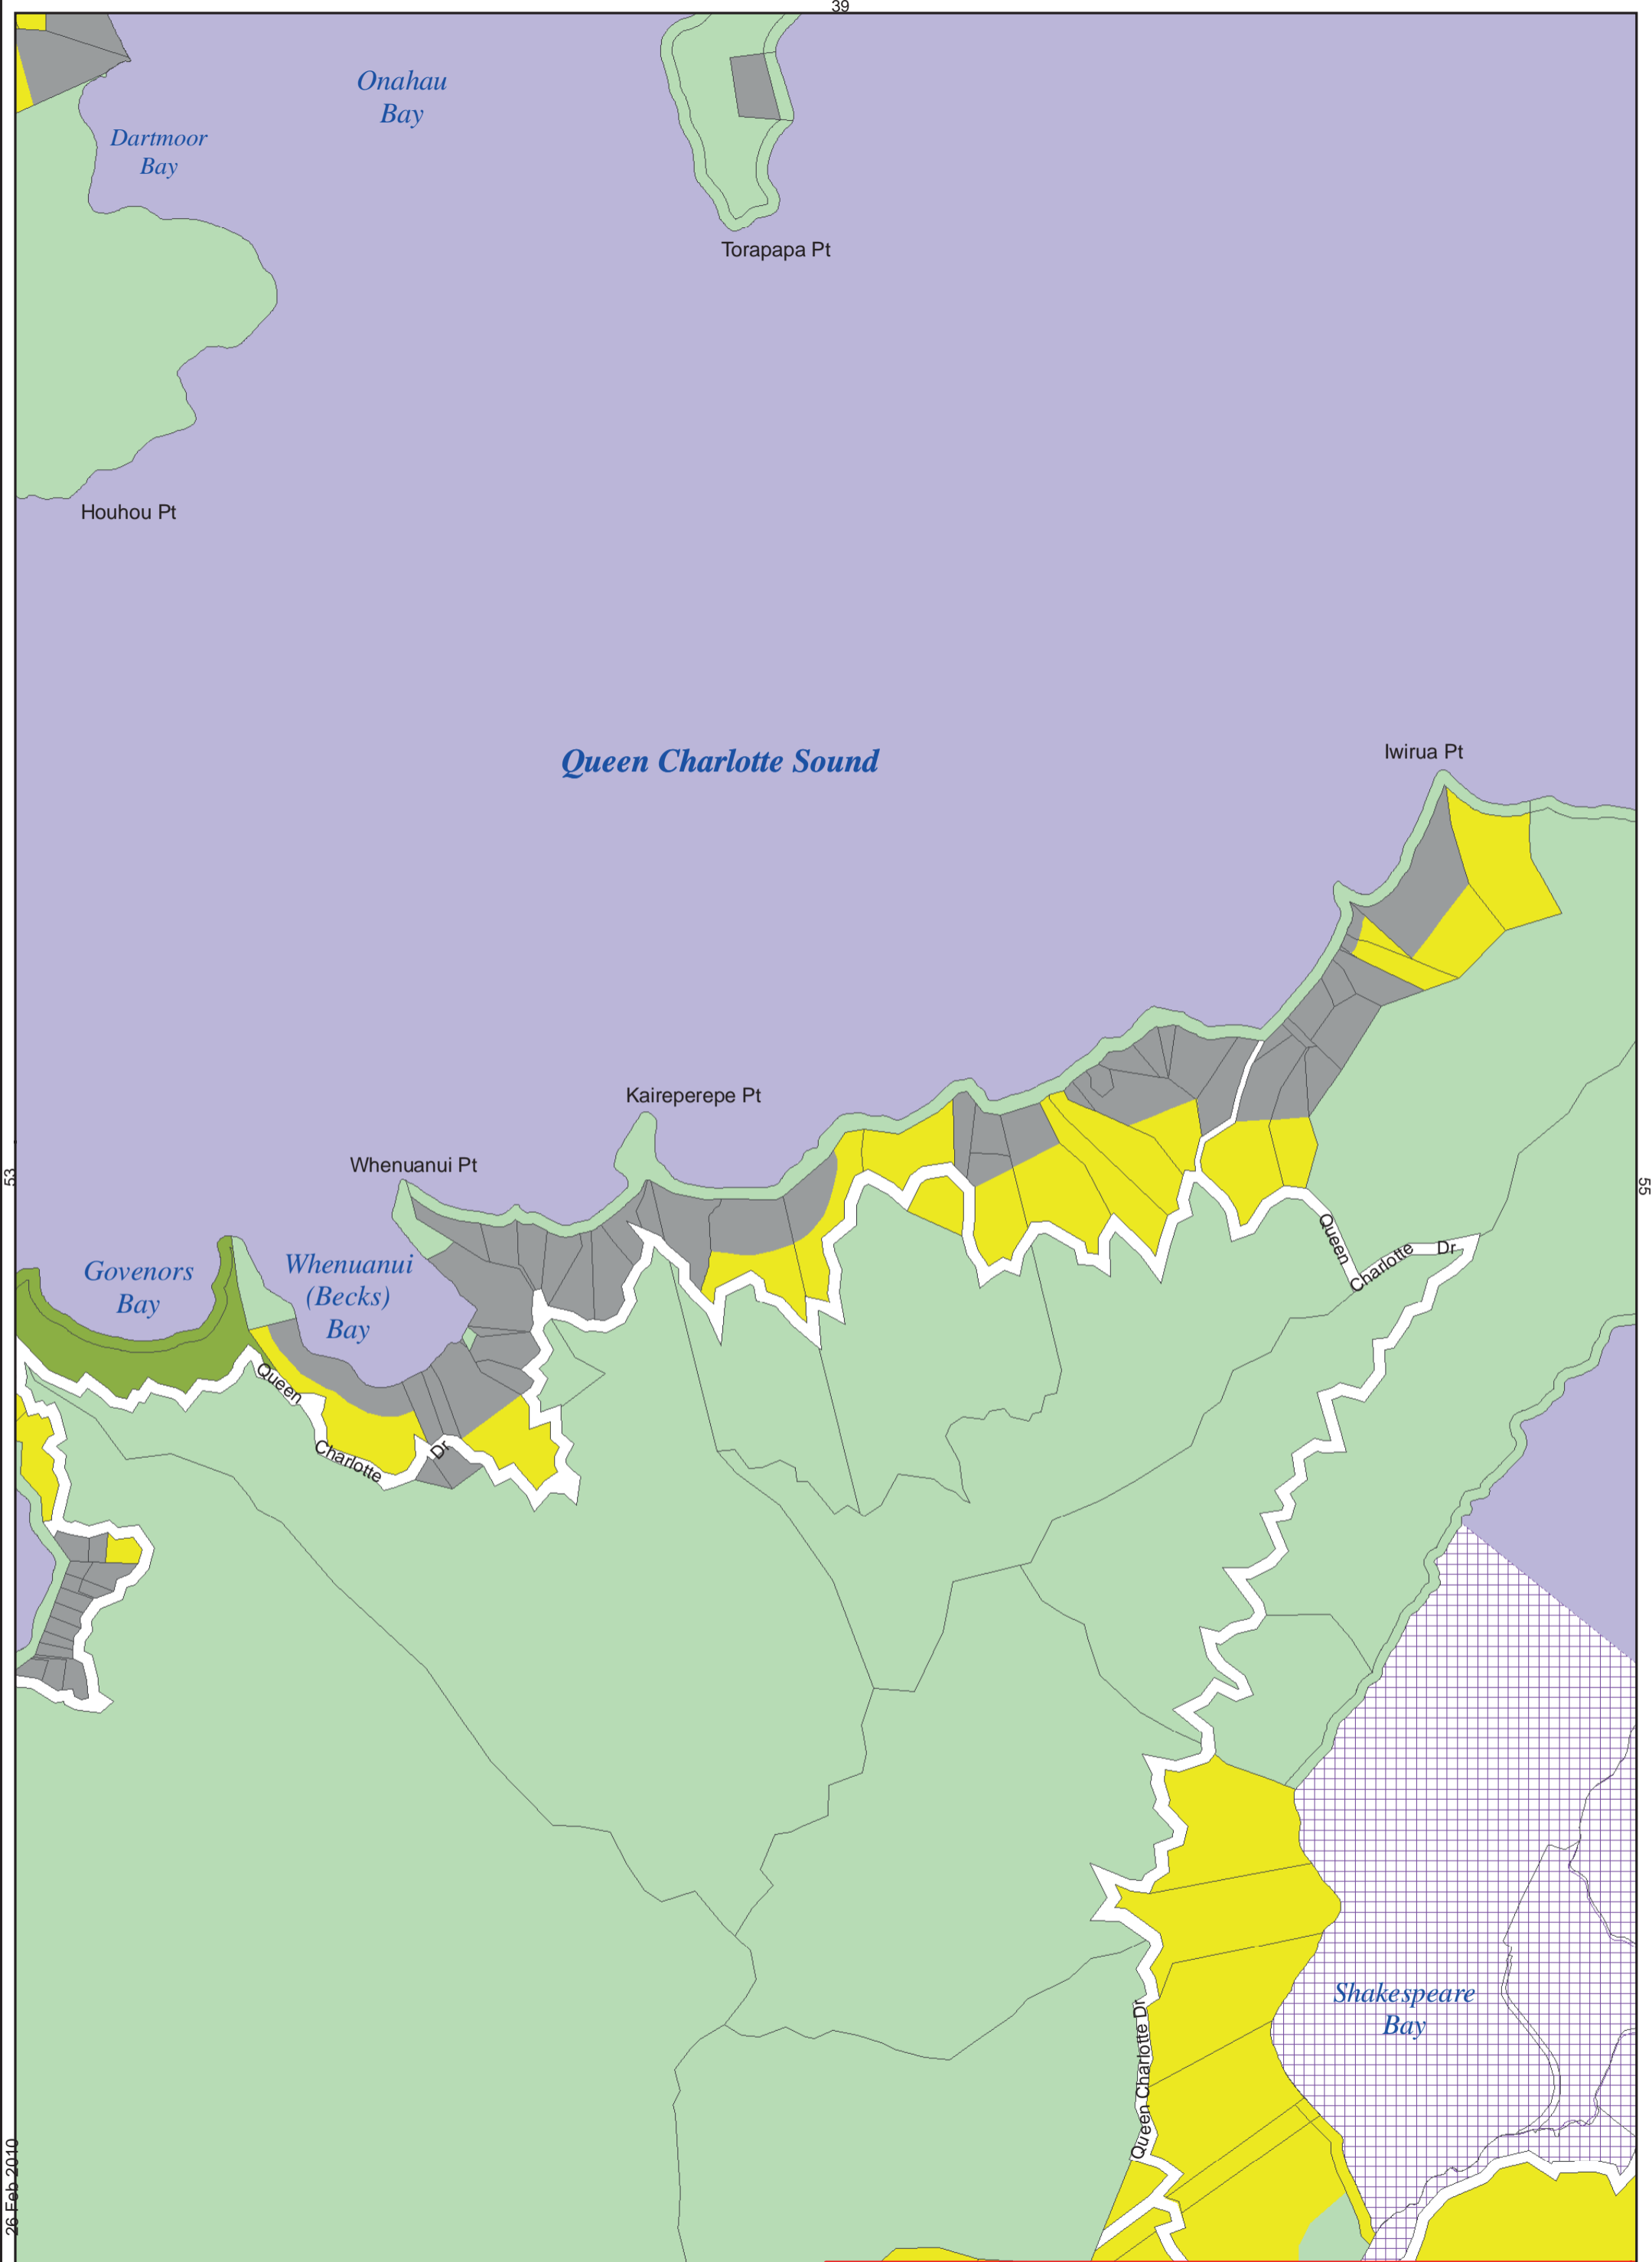 39
Onahau
Bay
Dartmoor
Bay
Torapapa Pt
Houhou Pt
Queen Charlotte Sound
Iwirua Pt
Kaireperepe Pt
Whenuanui Pt
53
55
Govenors
Bay
Whenuanui
(Becks)
Bay
Queen
Charlotte
Dr
Queen
Charlotte
Dr
Shakespeare
Bay
Queen Charlotte Dr
26 Feb 2010